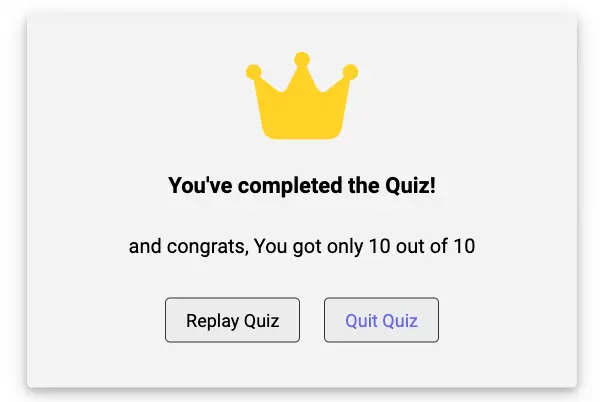 You've completed the Quiz!
and congrats, You got only 10 out of 10
Replay Quiz
Quit Quiz